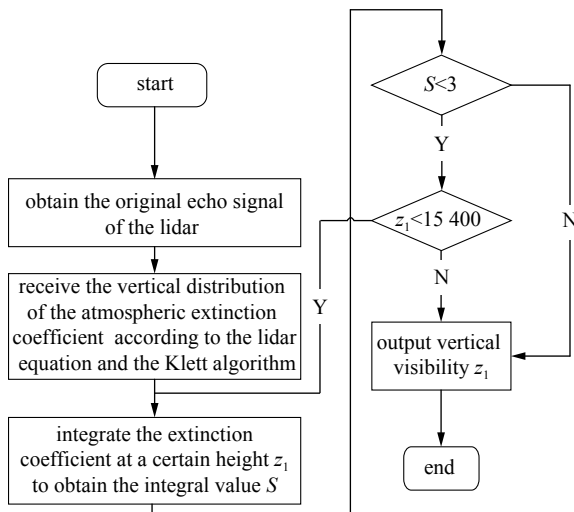 start
obtain the original echo signal
of the lidar
receive the vertical distribution
of the atmospheric extinction
coefficient according to the lidar
equation and the Klett algorithm
integrate the extinction
coefficient at a certain height z₁
to obtain the integral value S
Y
S<3
Y
z₁<15 400
N
N
output vertical
visibility z₁
end